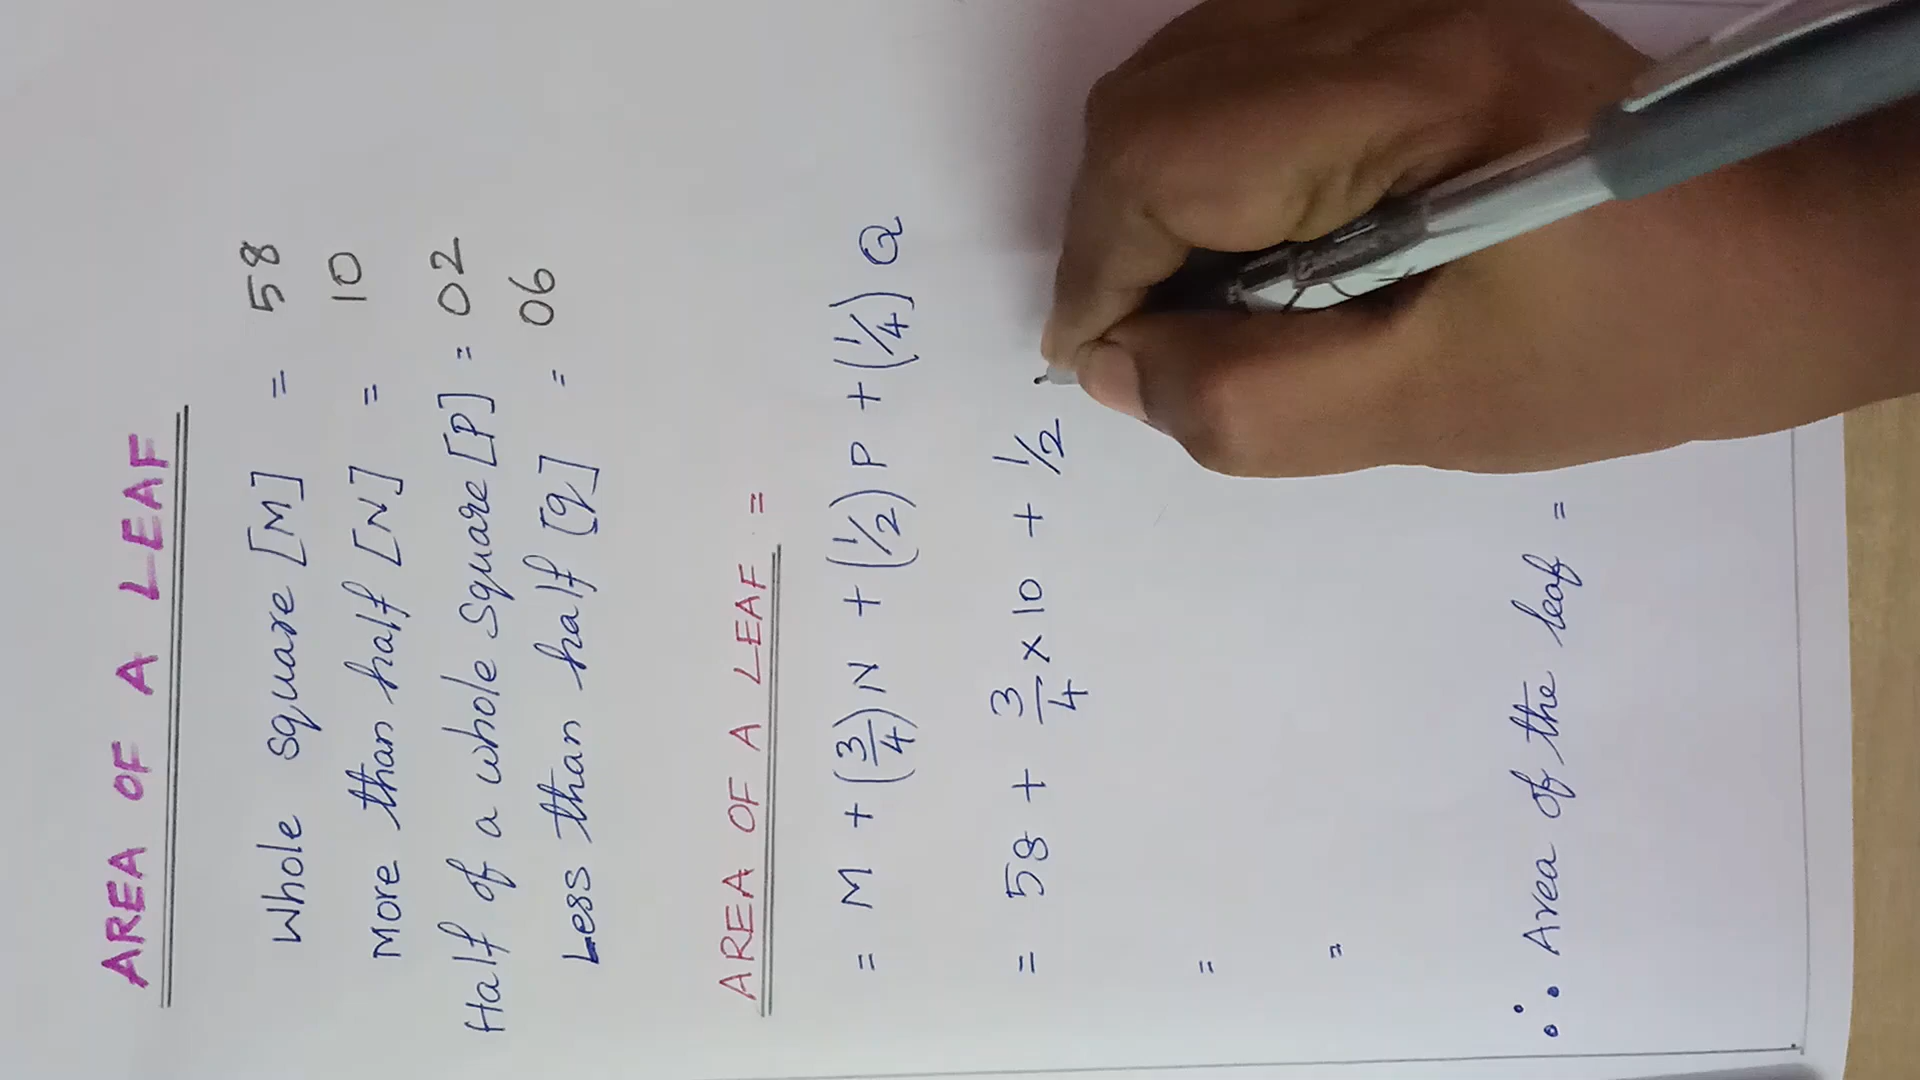 AREA OF A LEAF
Whole square [M] = 58
More than half [N] = 10
Half of a whole square [P] = 02
Less than half [q] = 06
AREA OF A LEAF =
= M + (3/4)N + (1/2)P + (1/4)Q
= 58 + 3/4 x 10 + 1/2
=
=
∴ Area of the leaf =